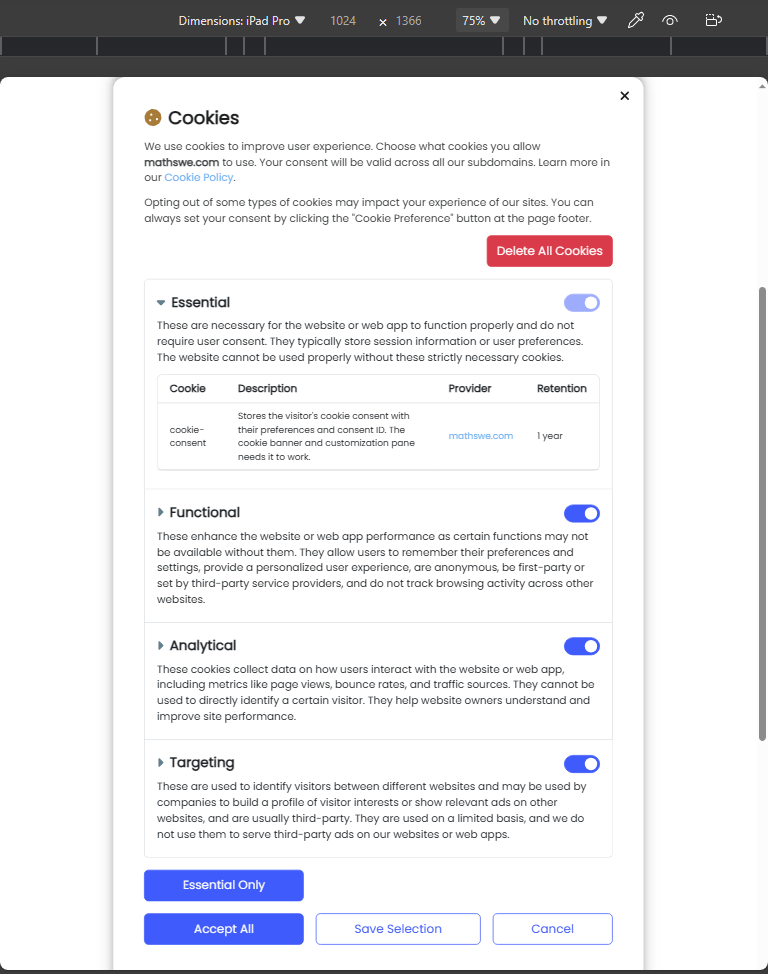 Dimensions: iPad Pro 1024 × 1366 75% No throttling
Cookies
We use cookies to improve user experience. Choose what cookies you allow
mathswe.com to use. Your consent will be valid across all our subdomains. Learn more in
our Cookie Policy.
Opting out of some types of cookies may impact your experience of our sites. You can
always set your consent by clicking the "Cookie Preference" button at the page footer.
Delete All Cookies
Essential
These are necessary for the website or web app to function properly and do not
require user consent. They typically store session information or user preferences.
The website cannot be used properly without these strictly necessary cookies.
Cookie Description Provider Retention
cookie-consent
Stores the visitor's cookie consent with
their preferences and consent ID. The
cookie banner and customization pane
needs it to work.
mathswe.com
1 year
Functional
These enhance the website or web app performance as certain functions may not
be available without them. They allow users to remember their preferences and
settings, provide a personalized user experience, are anonymous, be first-party or
set by third-party service providers, and do not track browsing activity across other
websites.
Analytical
These cookies collect data on how users interact with the website or web app,
including metrics like page views, bounce rates, and traffic sources. They cannot be
used to directly identify a certain visitor. They help website owners understand and
improve site performance.
Targeting
These are used to identify visitors between different websites and may be used by
companies to build a profile of visitor interests or show relevant ads on other
websites, and are usually third-party. They are used on a limited basis, and we do
not use them to serve third-party ads on our websites or web apps.
Essential Only
Accept All Save Selection Cancel